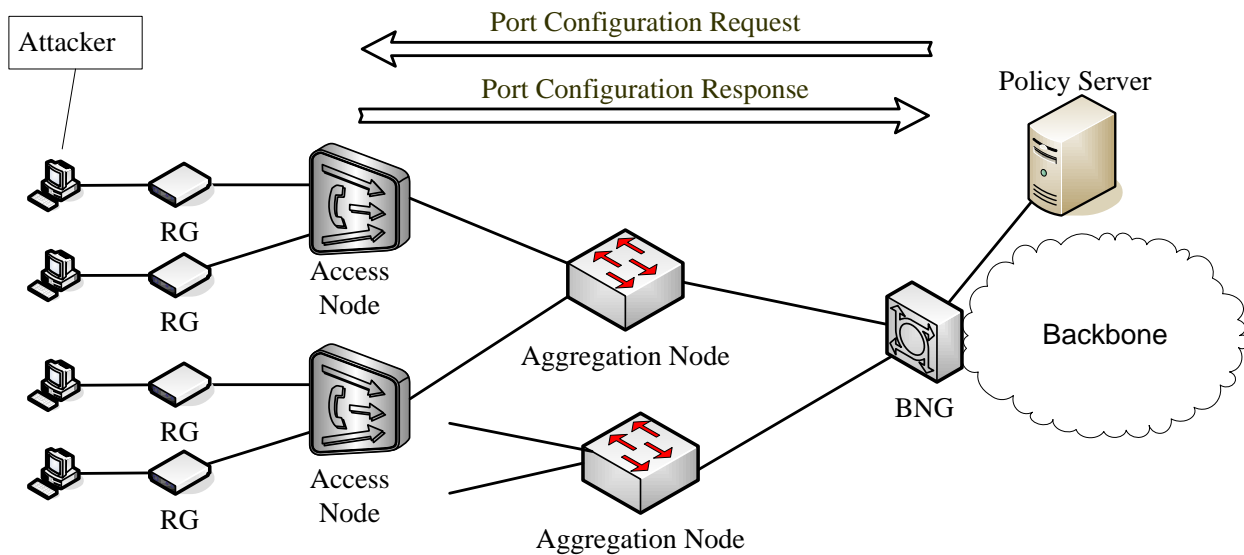 Port Configuration Request
Attacker
Port Configuration Response
Policy Server
RG
Access
Node
RG
Aggregation Node
Backbone
BNG
RG
Access
Node
RG
Aggregation Node